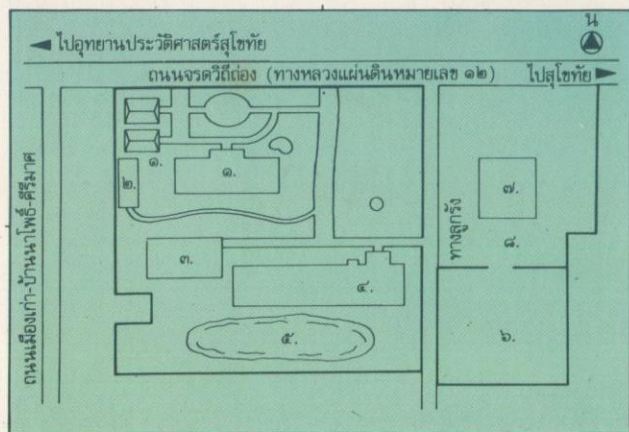 น
◀ ไปอุทยานประวัติศาสตร์สุโขทัย
ถนนจรดวิถีถ่อง (ทางหลวงแผ่นดินหมายเลข ๑๒) ไปสุโขทัย ▶
ถนนเมืองเก่า-บ้านนาโพธิ์-คีรีมาศ
ทางลูกรัง
๑.
๑.
๒.
๗.
๘.
๓.
๔.
๕.
๖.